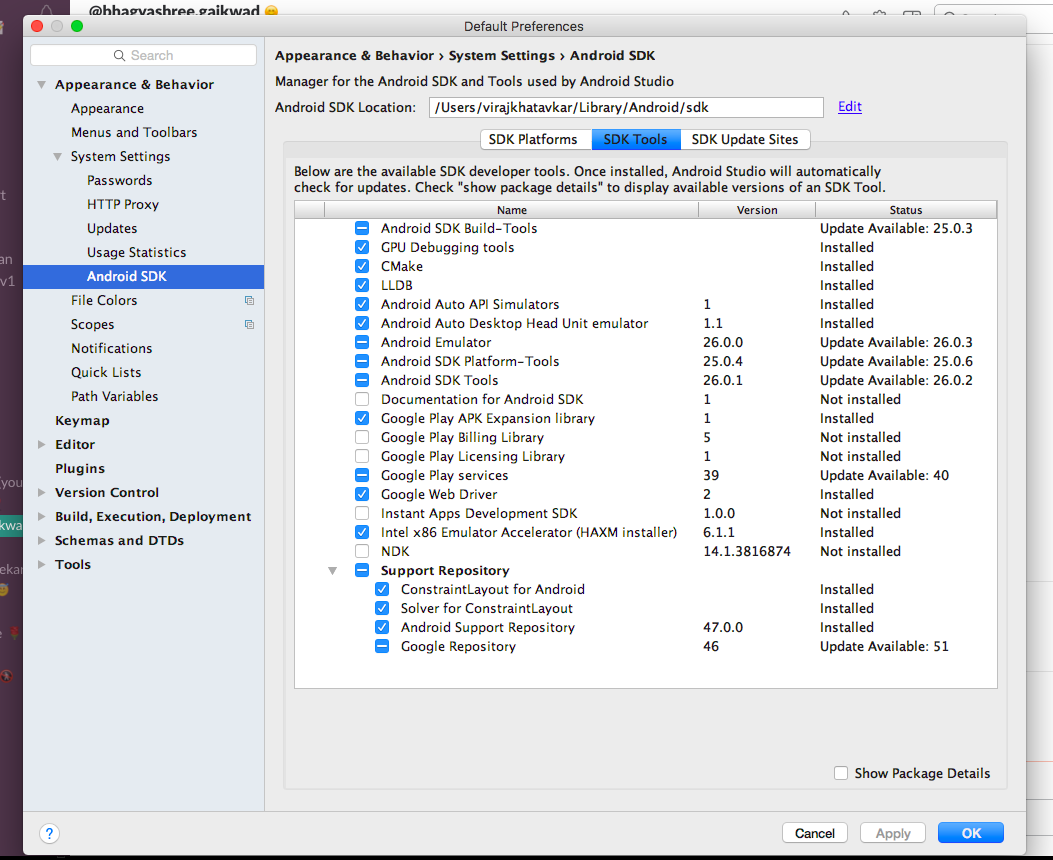 @bhagyashree.gaikwad
Default Preferences
Search
Appearance & Behavior
Appearance
Menus and Toolbars
System Settings
Passwords
HTTP Proxy
Updates
Usage Statistics
Android SDK
File Colors
Scopes
Notifications
Quick Lists
Path Variables
Keymap
Editor
Plugins
Version Control
Build, Execution, Deployment
Schemas and DTDs
Tools
Appearance & Behavior › System Settings › Android SDK
Manager for the Android SDK and Tools used by Android Studio
Android SDK Location: /Users/virajkhatavkar/Library/Android/sdk Edit
SDK Platforms SDK Tools SDK Update Sites
Below are the available SDK developer tools. Once installed, Android Studio will automatically
check for updates. Check "show package details" to display available versions of an SDK Tool.
Name Version Status
Android SDK Build-Tools Update Available: 25.0.3
GPU Debugging tools Installed
CMake Installed
LLDB Installed
Android Auto API Simulators 1 Installed
Android Auto Desktop Head Unit emulator 1.1 Installed
Android Emulator 26.0.0 Update Available: 26.0.3
Android SDK Platform-Tools 25.0.4 Update Available: 25.0.6
Android SDK Tools 26.0.1 Update Available: 26.0.2
Documentation for Android SDK 1 Not installed
Google Play APK Expansion library 1 Installed
Google Play Billing Library 5 Not installed
Google Play Licensing Library 1 Not installed
Google Play services 39 Update Available: 40
Google Web Driver 2 Installed
Instant Apps Development SDK 1.0.0 Not installed
Intel x86 Emulator Accelerator (HAXM installer) 6.1.1 Installed
NDK 14.1.3816874 Not installed
Support Repository
ConstraintLayout for Android Installed
Solver for ConstraintLayout Installed
Android Support Repository 47.0.0 Installed
Google Repository 46 Update Available: 51
Show Package Details
? Cancel Apply OK